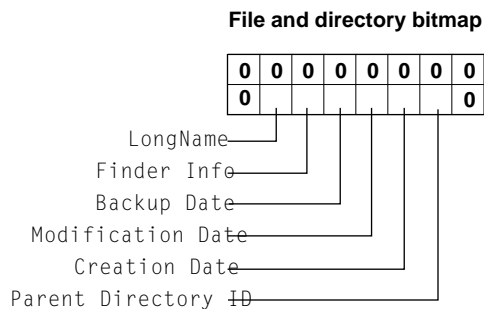 File and directory bitmap
0 0 0 0 0 0 0 0
0 0
LongName
Finder Info
Backup Date
Modification Date
Creation Date
Parent Directory ID